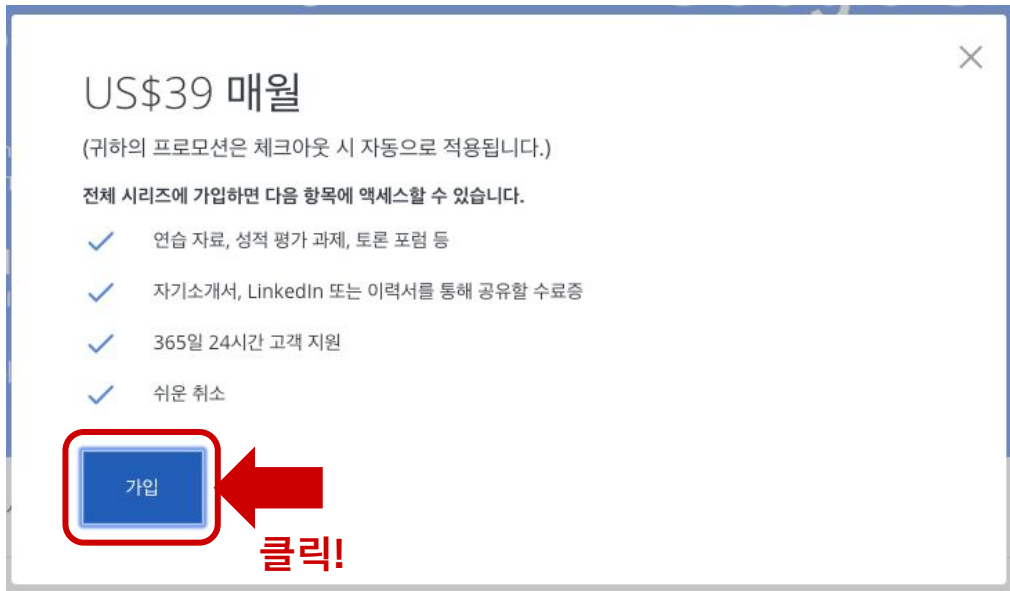 US$39 매월
(귀하의 프로모션은 체크아웃 시 자동으로 적용됩니다.)
전체 시리즈에 가입하면 다음 항목에 액세스할 수 있습니다.
연습 자료, 성적 평가 과제, 토론 포럼 등
자기소개서, LinkedIn 또는 이력서를 통해 공유할 수료증
365일 24시간 고객 지원
쉬운 취소
가입
클릭!